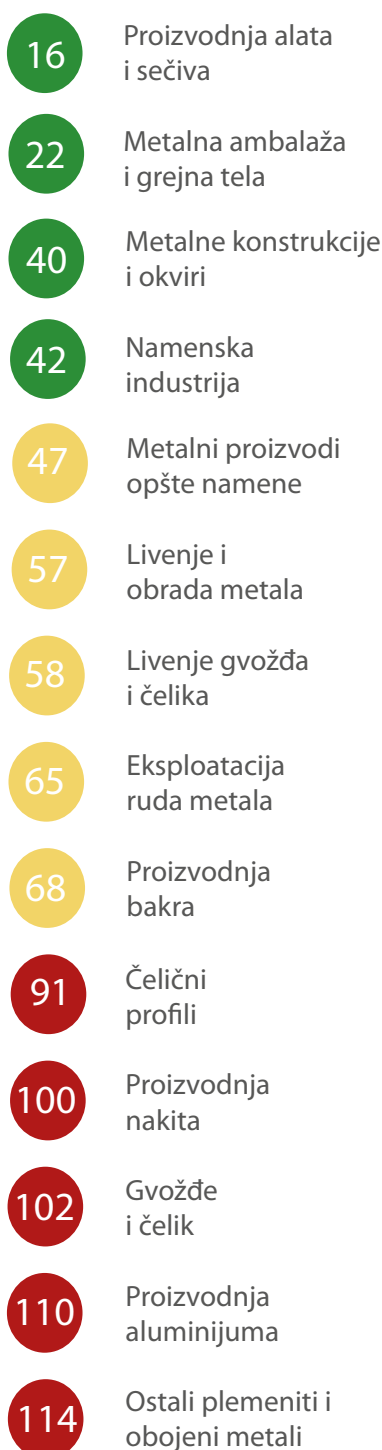 16
Proizvodnja alata
i sečiva
22
Metalna ambalaža
i grejna tela
40
Metalne konstrukcije
i okviri
42
Namenska
industrija
47
Metalni proizvodi
opšte namene
57
Livenje i
obrada metala
58
Livenje gvožđa
i čelika
65
Eksploatacija
ruda metala
68
Proizvodnja
bakra
91
Čelični
profili
100
Proizvodnja
nakita
102
Gvožđe
i čelik
110
Proizvodnja
aluminijuma
114
Ostali plemeniti i
obojeni metali